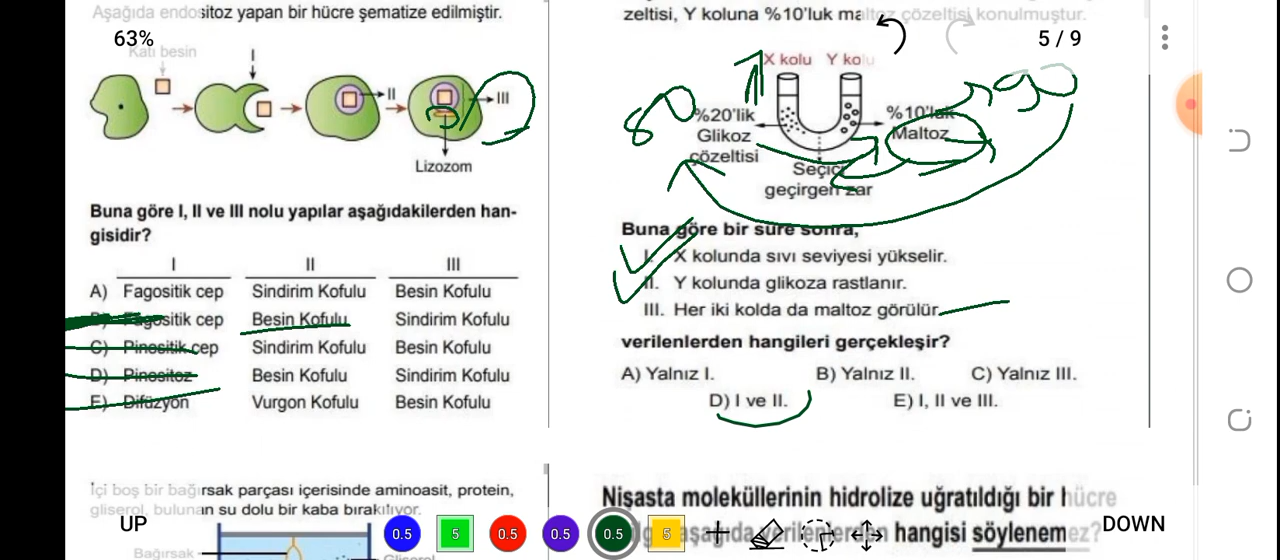 Aşağıda endositoz yapan bir hücre şematize edilmiştir.
63%
Katı besin
I
II
III
Lizozom
Buna göre I, II ve III nolu yapılar aşağıdakilerden han-
gisidir?
I II III
A) Fagositik cep Sindirim Kofulu Besin Kofulu
B) Fagositik cep Besin Kofulu Sindirim Kofulu
C) Pinositik cep Sindirim Kofulu Besin Kofulu
D) Pinositoz Besin Kofulu Sindirim Kofulu
E) Difüzyon Vurgon Kofulu Besin Kofulu
İçi boş bir bağırsak parçası içerisinde aminoasit, protein,
gliserol, bulunan su dolu bir kaba bırakılıyor.
UP
Bağırsak
Gliserol
zeltisi, Y koluna %10'luk maltoz çözeltisi konulmuştur.
5 / 9
X kolu Y kolu
80
90
%20'lik
Glikoz
çözeltisi
%10'luk
Maltoz
Seçici
geçirgen zar
Buna göre bir süre sonra,
I. X kolunda sıvı seviyesi yükselir.
II. Y kolunda glikoza rastlanır.
III. Her iki kolda da maltoz görülür.
verilenlerden hangileri gerçekleşir?
A) Yalnız I. B) Yalnız II. C) Yalnız III.
D) I ve II. E) I, II ve III.
Nişasta moleküllerinin hidrolize uğratıldığı bir hücre
aşağıda verilenlerden hangisi söylenemez?
0.5 5 0.5 0.5 0.5 5
DOWN